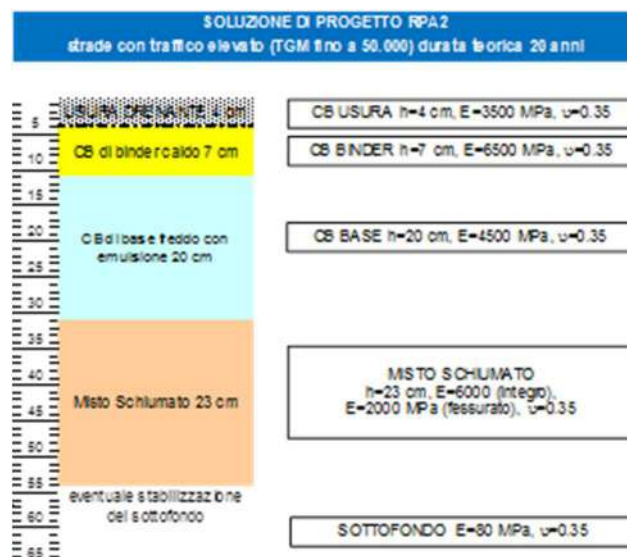 SOLUZIONE DI PROGETTO RPA2
strade con traffico elevato (TGM fino a 50.000) durata teorica 20 anni
USURA DRENANTE 4 cm
CB USURA h=4 cm, E=3500 MPa, υ=0.35
5
CB di binder caldo 7 cm
CB BINDER h=7 cm, E=6500 MPa, υ=0.35
10
15
20
CB di base freddo con
emulsione 20 cm
CB BASE h=20 cm, E=4500 MPa, υ=0.35
25
30
35
40
Misto Schiumato 23 cm
MISTO SCHIUMATO
h=23 cm, E=6000 (integro),
E=2000 MPa (fessurato), υ=0.35
45
50
55
eventuale stabilizzazione
del sottofondo
60
SOTTOFONDO E=80 MPa, υ=0.35
65